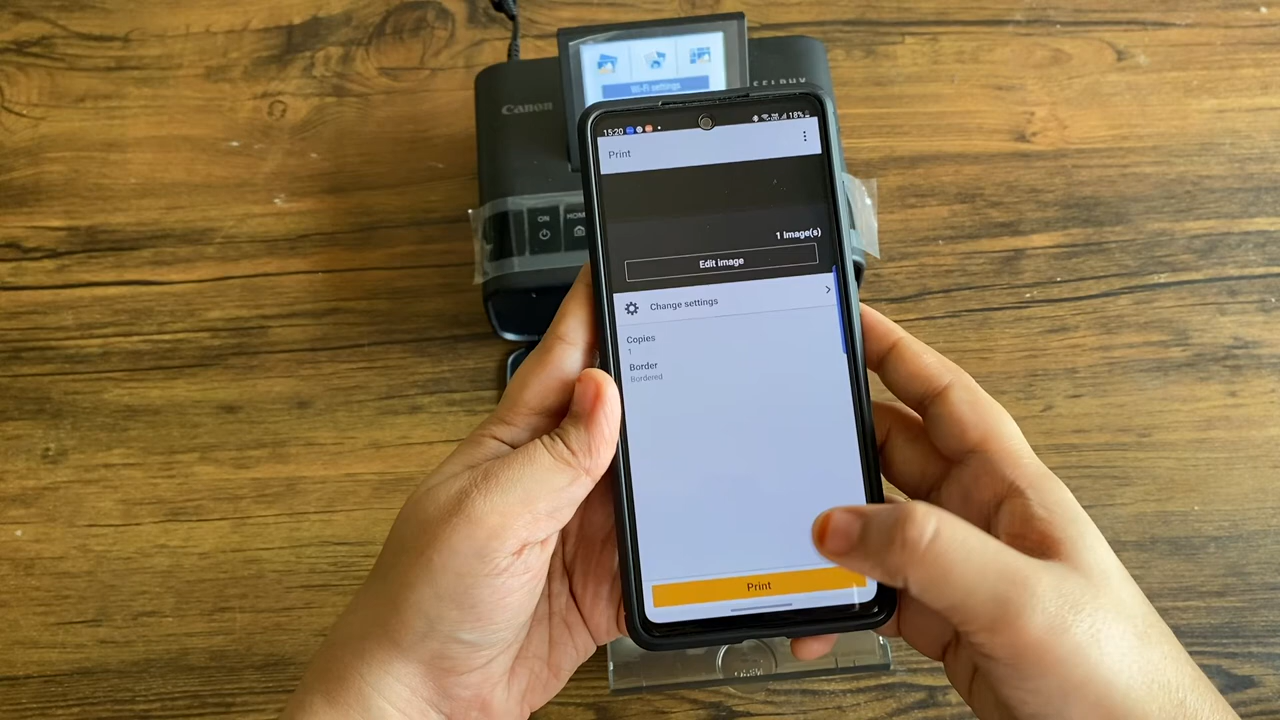 Wi-Fi settings
Canon
SELPHY
ON
HOME
15:20
18%
Print
1 Image(s)
Edit image
Change settings
Copies
1
Border
Bordered
Print